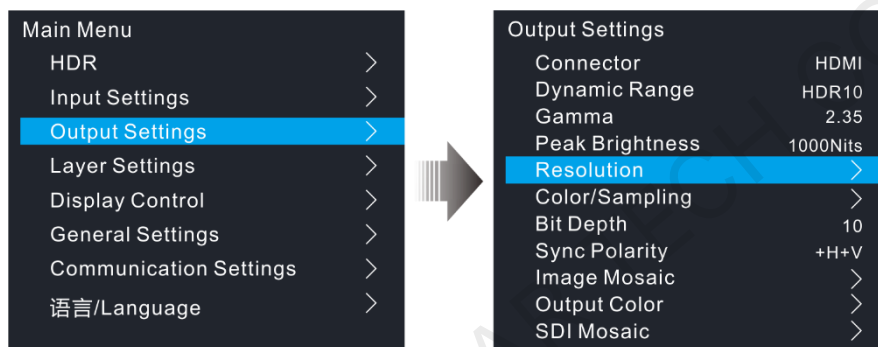 Main Menu
HDR
Input Settings
Output Settings
Layer Settings
Display Control
General Settings
Communication Settings
语言/Language
Output Settings
Connector HDMI
Dynamic Range HDR10
Gamma 2.35
Peak Brightness 1000Nits
Resolution
Color/Sampling
Bit Depth 10
Sync Polarity +H+V
Image Mosaic
Output Color
SDI Mosaic